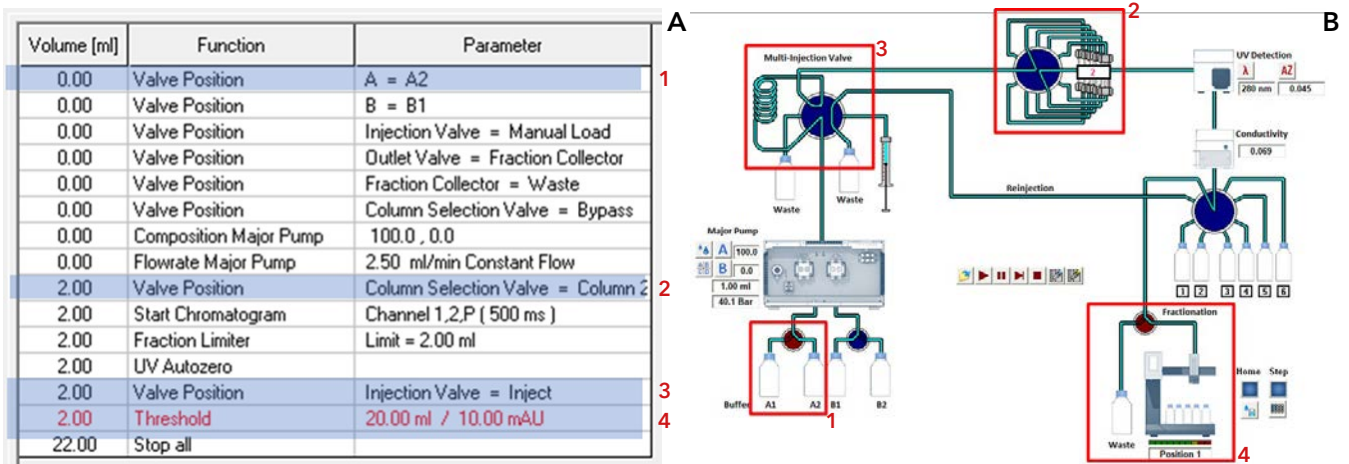 A
Volume [ml] Function Parameter
0.00 Valve Position A = A2 1
0.00 Valve Position B = B1
0.00 Valve Position Injection Valve = Manual Load
0.00 Valve Position Outlet Valve = Fraction Collector
0.00 Valve Position Fraction Collector = Waste
0.00 Valve Position Column Selection Valve = Bypass
0.00 Composition Major Pump 100.0 , 0.0
0.00 Flowrate Major Pump 2.50 ml/min Constant Flow
2.00 Valve Position Column Selection Valve = Column 2 2
2.00 Start Chromatogram Channel 1,2,P ( 500 ms )
2.00 Fraction Limiter Limit = 2.00 ml
2.00 UV Autozero
2.00 Valve Position Injection Valve = Inject 3
2.00 Threshold 20.00 ml / 10.00 mAU 4
22.00 Stop all
B
2
3
Multi-Injection Valve
2
UV Detection
λ AZ
280 nm 0.045
Conductivity
0.069
Waste
Waste
Reinjection
Major Pump
A 100.0
B 0.0
1.00 ml
40.1 Bar
1 2 3 4 5 6
Fractionation
Home Step
Buffer A1 A2 B1 B2
1
Waste
Position 1
4